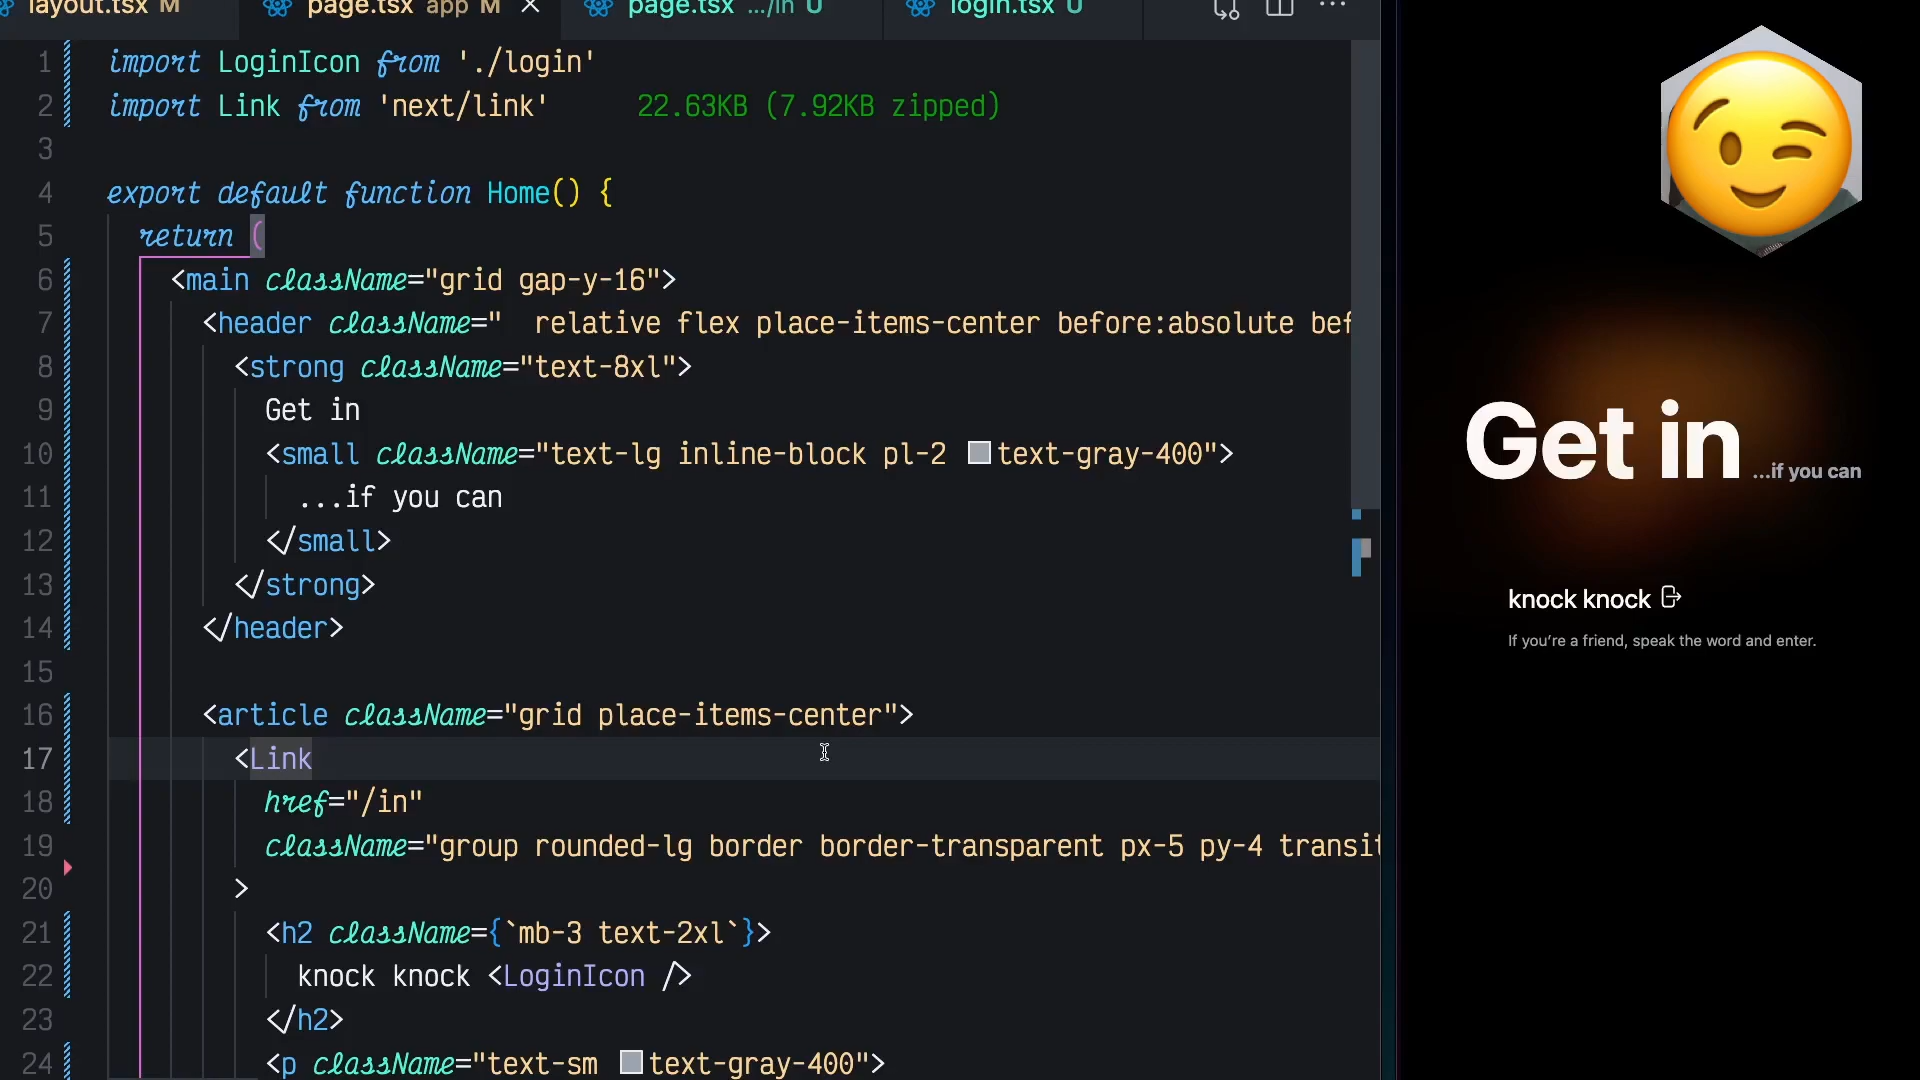 layout.tsx M
page.tsx app M
page.tsx .../in U
login.tsx U
1 import LoginIcon from './login'
2 import Link from 'next/link' 22.63KB (7.92KB zipped)
3
4 export default function Home() {
5 return (
6 <main className="grid gap-y-16">
7 <header className="  relative flex place-items-center before:absolute bef
8 <strong className="text-8xl">
9 Get in
10 <small className="text-lg inline-block pl-2 text-gray-400">
11 ...if you can
12 </small>
13 </strong>
14 </header>
15
16 <article className="grid place-items-center">
17 <Link
18 href="/in"
19 className="group rounded-lg border border-transparent px-5 py-4 transit
20 >
21 <h2 className={`mb-3 text-2xl`}>
22 knock knock <LoginIcon />
23 </h2>
24 <p className="text-sm text-gray-400">
Get in ...if you can
knock knock
If you're a friend, speak the word and enter.